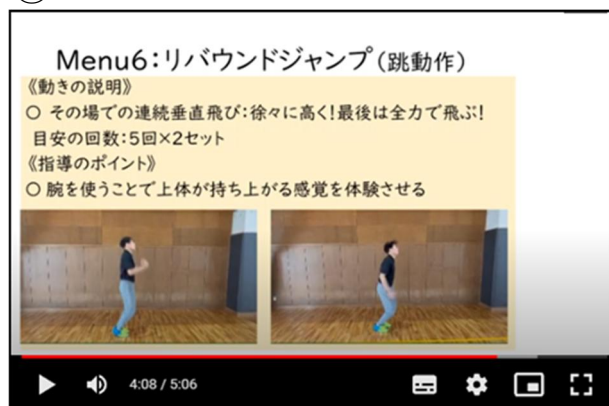 Menu6:リバウンドジャンプ(跳動作)
《動きの説明》
○ その場での連続垂直飛び:徐々に高く!最後は全力で飛ぶ!
目安の回数:5回×2セット
《指導のポイント》
○ 腕を使うことで上体が持ち上がる感覚を体験させる
4:08 / 5:06